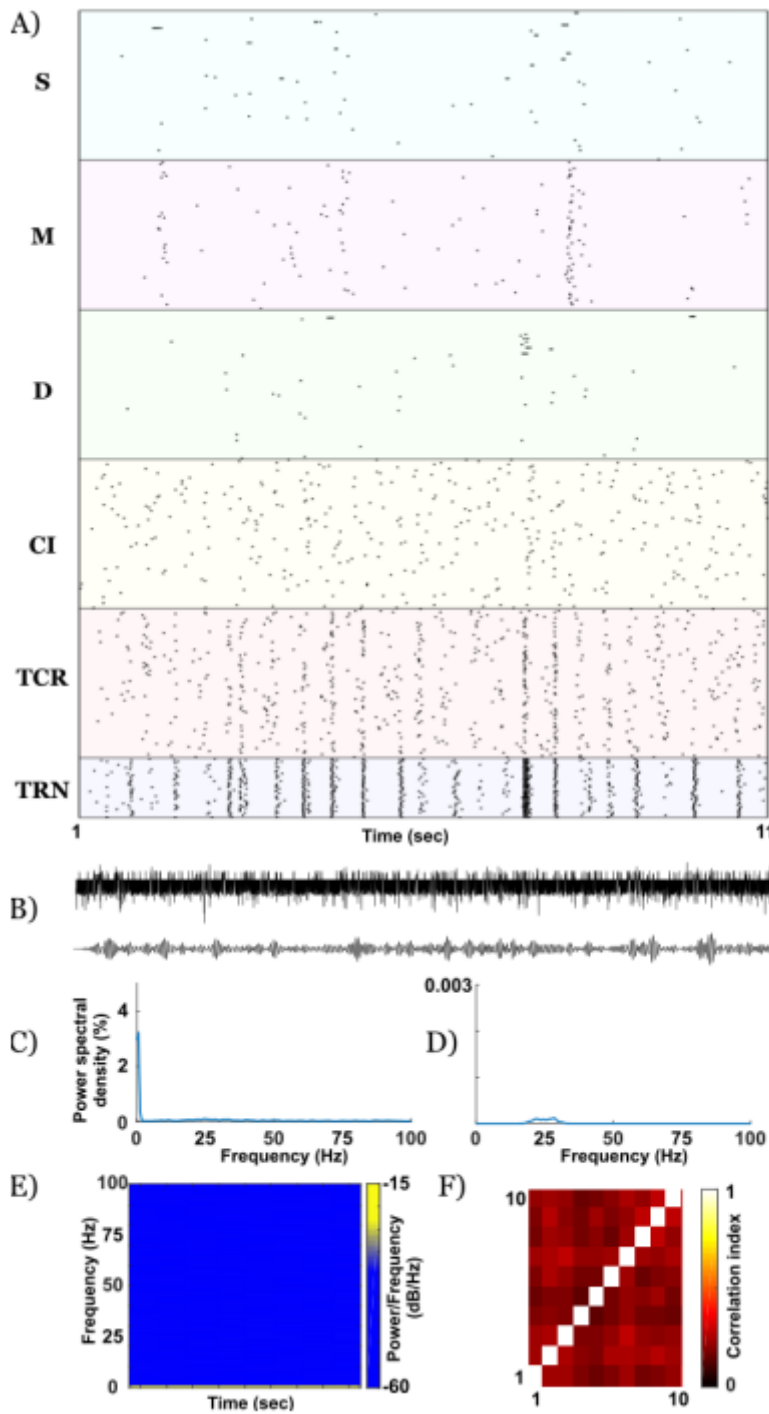 A)
S
M
D
CI
TCR
TRN
1
11
Time (sec)
B)
C)
Power spectral
density (%)
4
2
0
0
25
50
75
100
Frequency (Hz)
D)
0.003
0
0
25
50
75
100
Frequency (Hz)
E)
Frequency (Hz)
100
75
50
25
0
Time (sec)
-15
-60
Power/Frequency
(dB/Hz)
F)
10
1
1
10
1
0
Correlation index